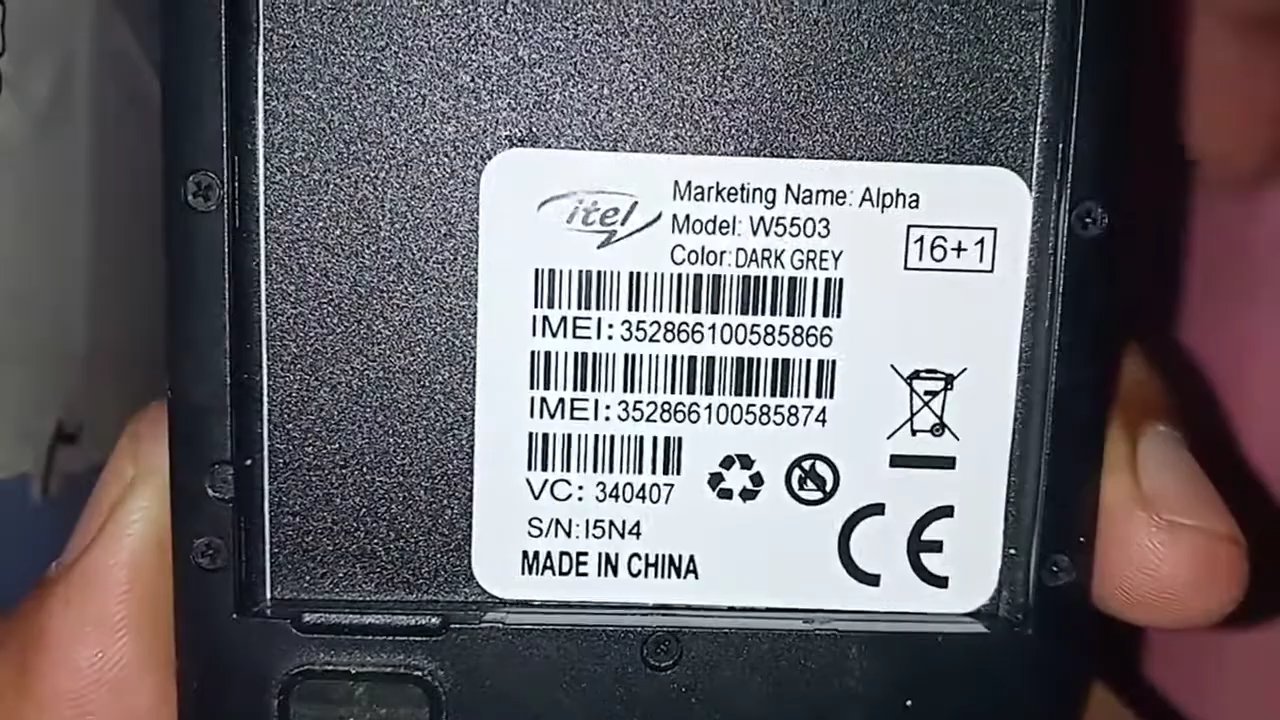 itel
Marketing Name: Alpha
Model: W5503
Color: DARK GREY
16+1
IMEI: 352866100585866
IMEI: 352866100585874
VC: 340407
S/N: I5N4
MADE IN CHINA
CE